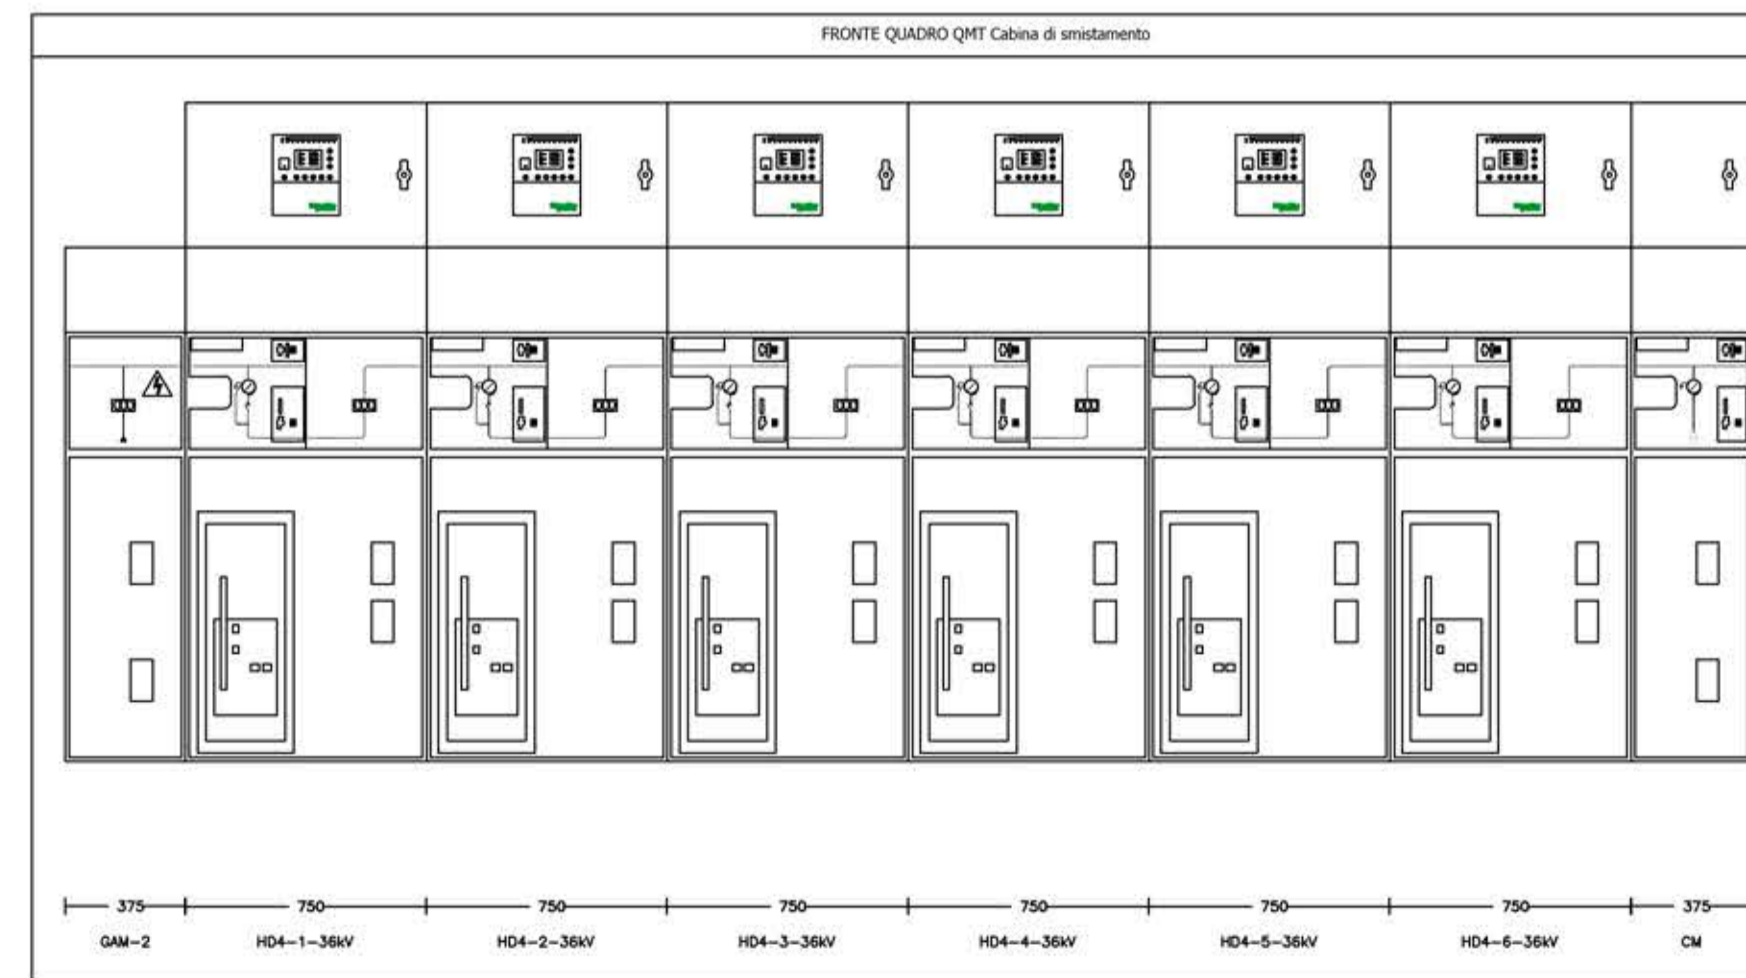 FRONTE QUADRO QMT Cabina di smistamento
375 750 750 750 750 750 750 375
GAM-2 HD4-1-36kV HD4-2-36kV HD4-3-36kV HD4-4-36kV HD4-5-36kV HD4-6-36kV CM